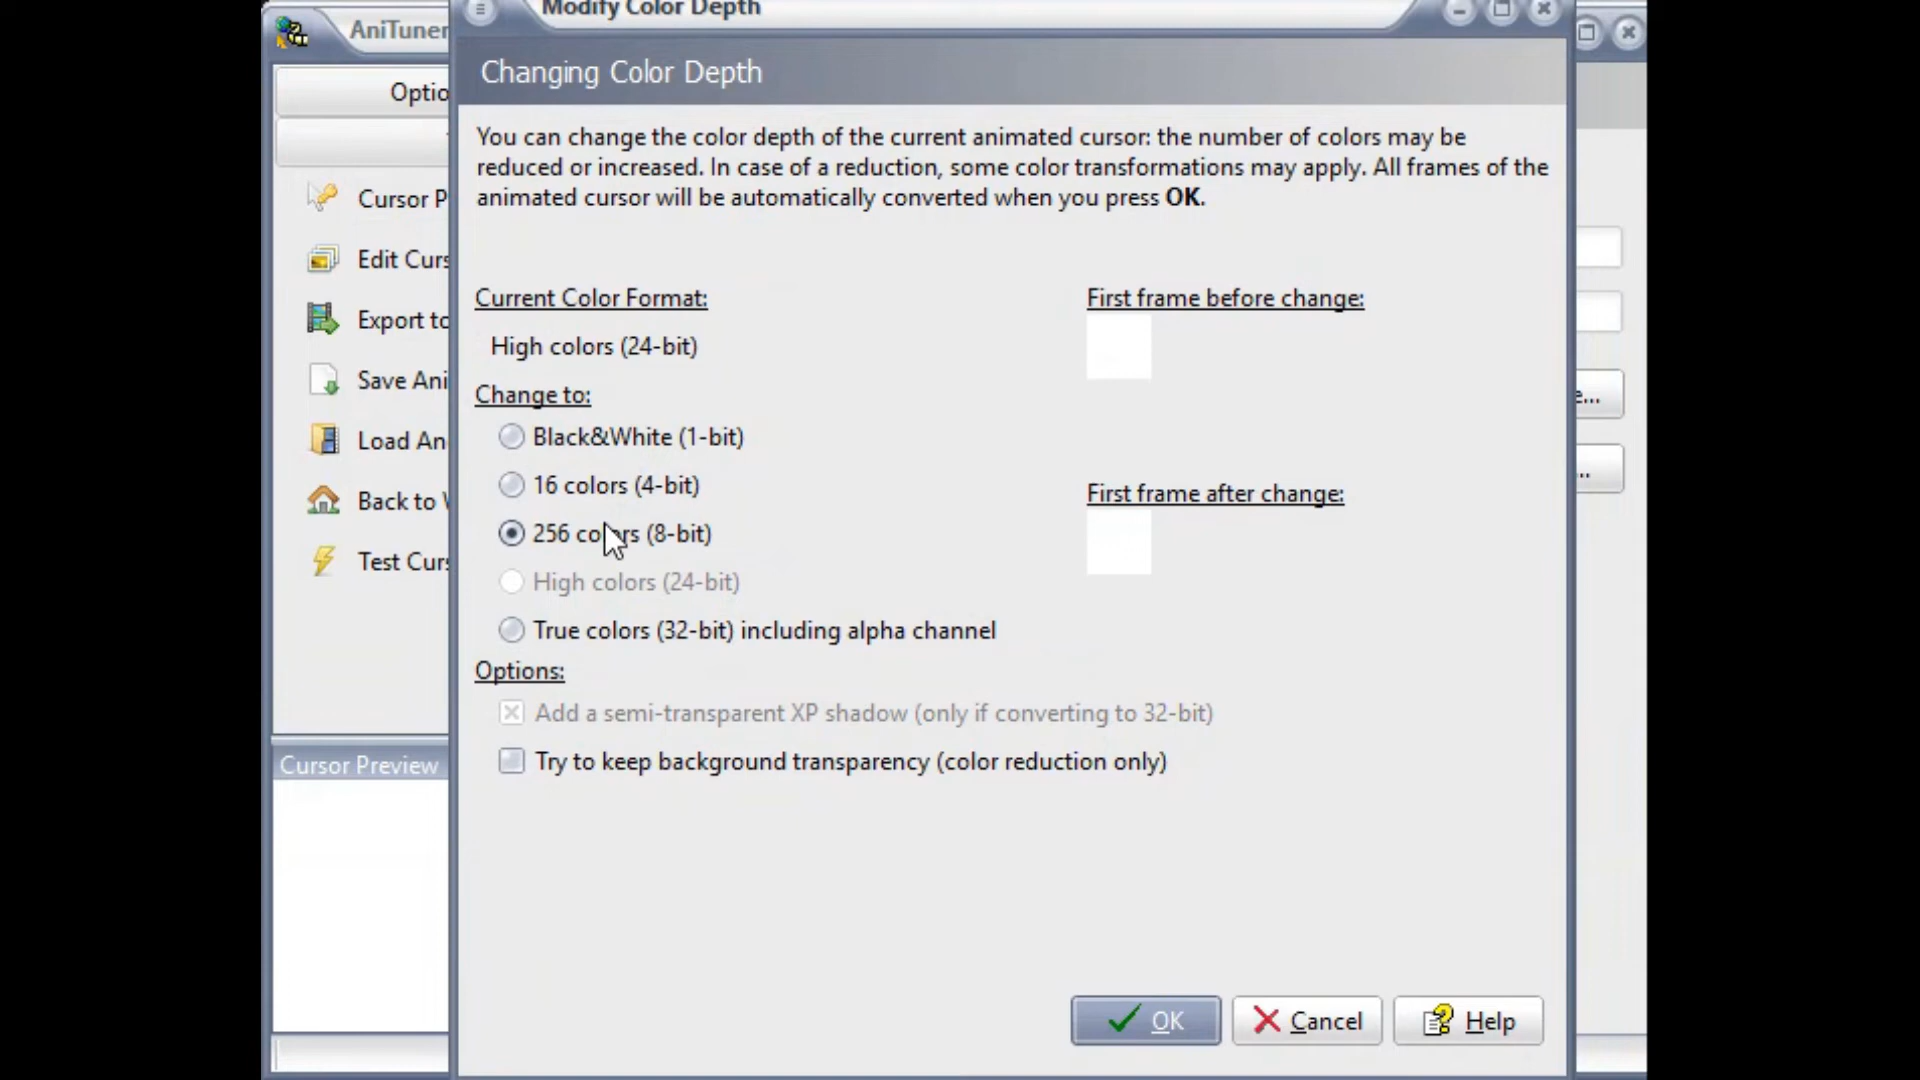 Modify Color Depth
AniTuner
Changing Color Depth
Optio
You can change the color depth of the current animated cursor: the number of colors may be
reduced or increased. In case of a reduction, some color transformations may apply. All frames of the
animated cursor will be automatically converted when you press OK.
Cursor P
Edit Curs
Export to
Save Ani
Load An
Back to
Test Curs
Current Color Format:
High colors (24-bit)
First frame before change:
Change to:
Black&White (1-bit)
16 colors (4-bit)
256 colors (8-bit)
High colors (24-bit)
True colors (32-bit) including alpha channel
First frame after change:
Options:
Add a semi-transparent XP shadow (only if converting to 32-bit)
Try to keep background transparency (color reduction only)
Cursor Preview
OK
Cancel
Help